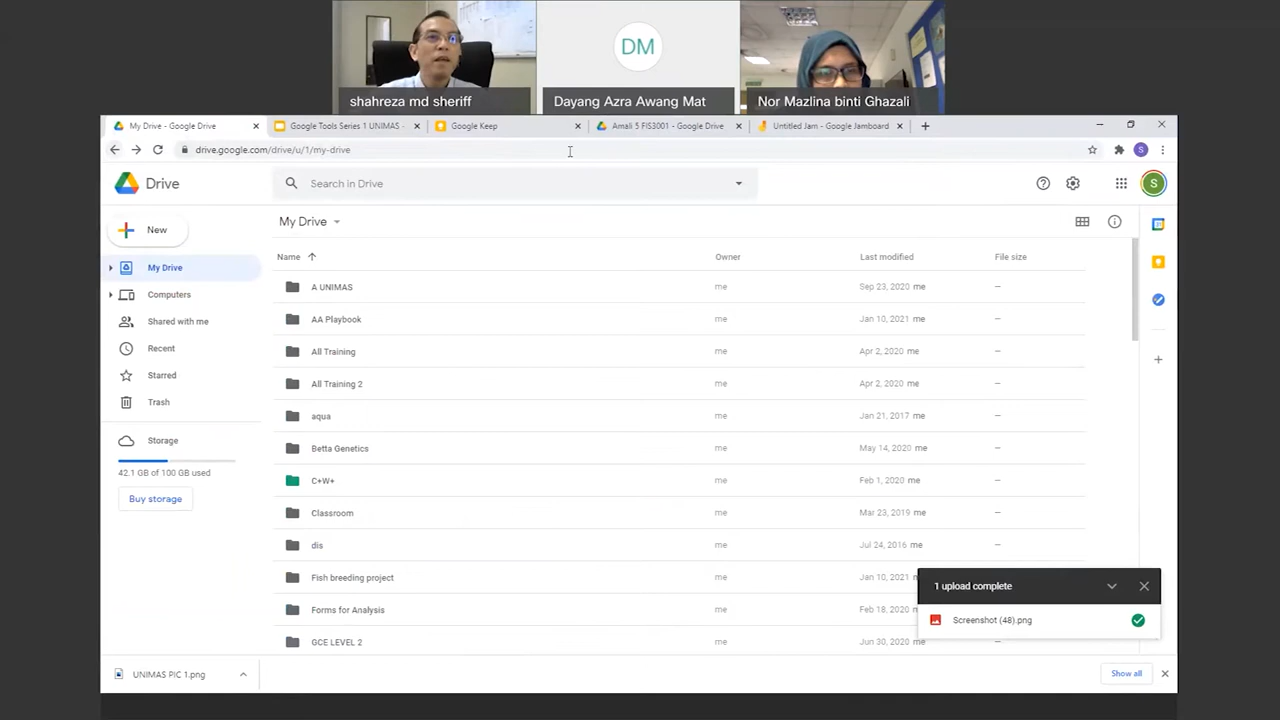 DM
shahreza md sheriff
Dayang Azra Awang Mat
Nor Mazlina binti Ghazali
My Drive - Google Drive
Google Tools Series 1 UNIMAS -
Google Keep
Amali 5 FIS3001 - Google Drive
Untitled Jam - Google Jamboard
drive.google.com/drive/u/1/my-drive
S
Drive
Search in Drive
S
New
My Drive
Name
Owner
Last modified
File size
My Drive
Computers
Shared with me
Recent
Starred
Trash
Storage
42.1 GB of 100 GB used
Buy storage
A UNIMAS me Sep 23, 2020 me –
AA Playbook me Jan 10, 2021 me –
All Training me Apr 2, 2020 me –
All Training 2 me Apr 2, 2020 me –
aqua me Jan 21, 2017 me –
Betta Genetics me May 14, 2020 me –
C+W+ me Feb 1, 2020 me –
Classroom me Mar 23, 2019 me –
dis me Jul 24, 2016 me –
Fish breeding project me Jan 10, 2021 me
Forms for Analysis me Feb 18, 2020
GCE LEVEL 2 me Jun 30, 2020
1 upload complete
Screenshot (48).png
UNIMAS PIC 1.png
Show all